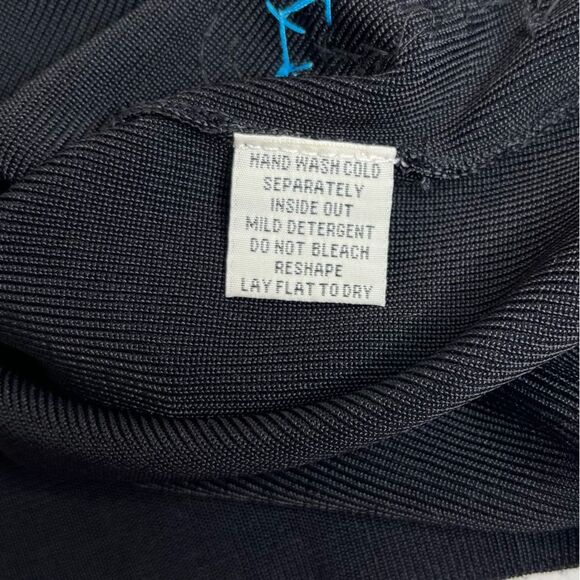 HAND WASH COLD
SEPARATELY
INSIDE OUT
MILD DETERGENT
DO NOT BLEACH
RESHAPE
LAY FLAT TO DRY